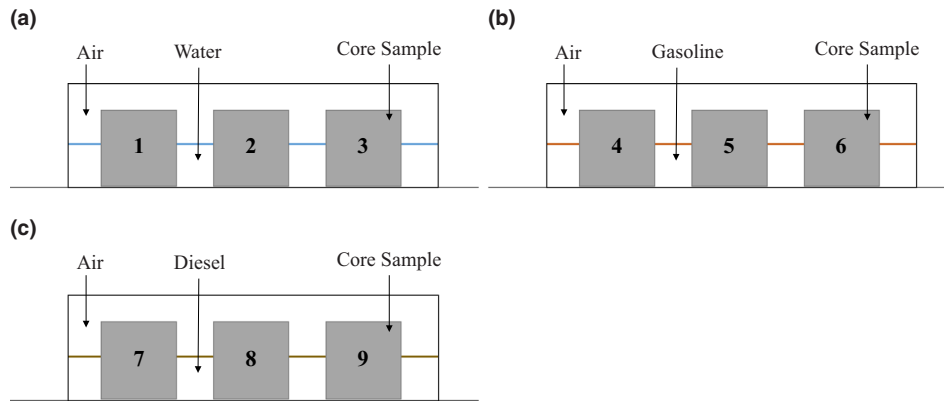 (a)
Air Water Core Sample
1 2 3
(b)
Air Gasoline Core Sample
4 5 6
(c)
Air Diesel Core Sample
7 8 9